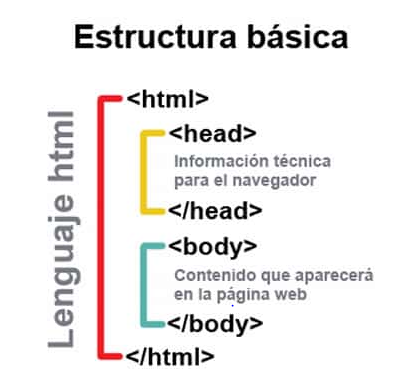 Estructura básica
Lenguaje html
<html>
<head>
Información técnica
para el navegador
</head>
<body>
Contenido que aparecerá
en la página web
</body>
</html>